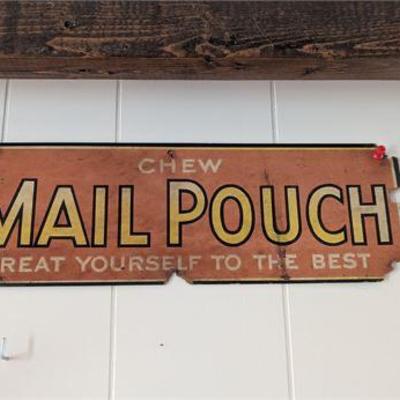 CHEW
MAIL POUCH
TREAT YOURSELF TO THE BEST